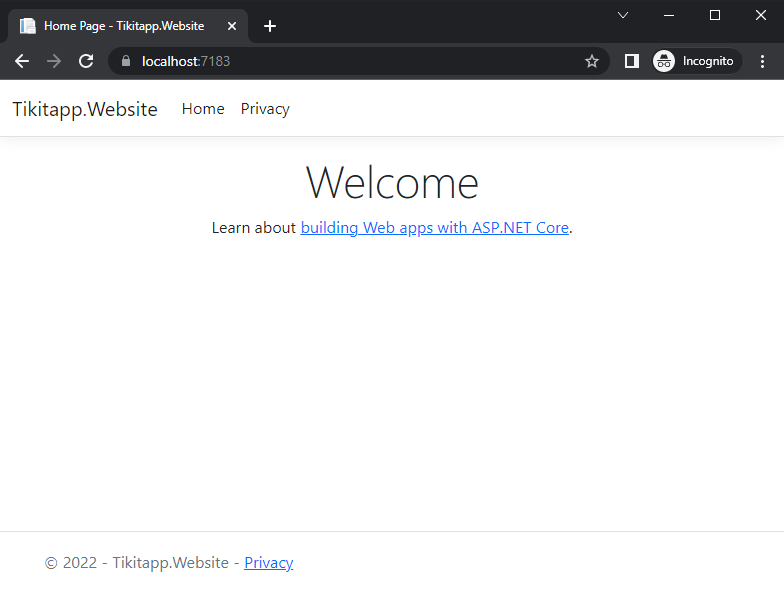 Home Page - Tikitapp.Website
localhost:7183
Incognito
Tikitapp.Website Home Privacy
Welcome
Learn about building Web apps with ASP.NET Core.
© 2022 - Tikitapp.Website - Privacy